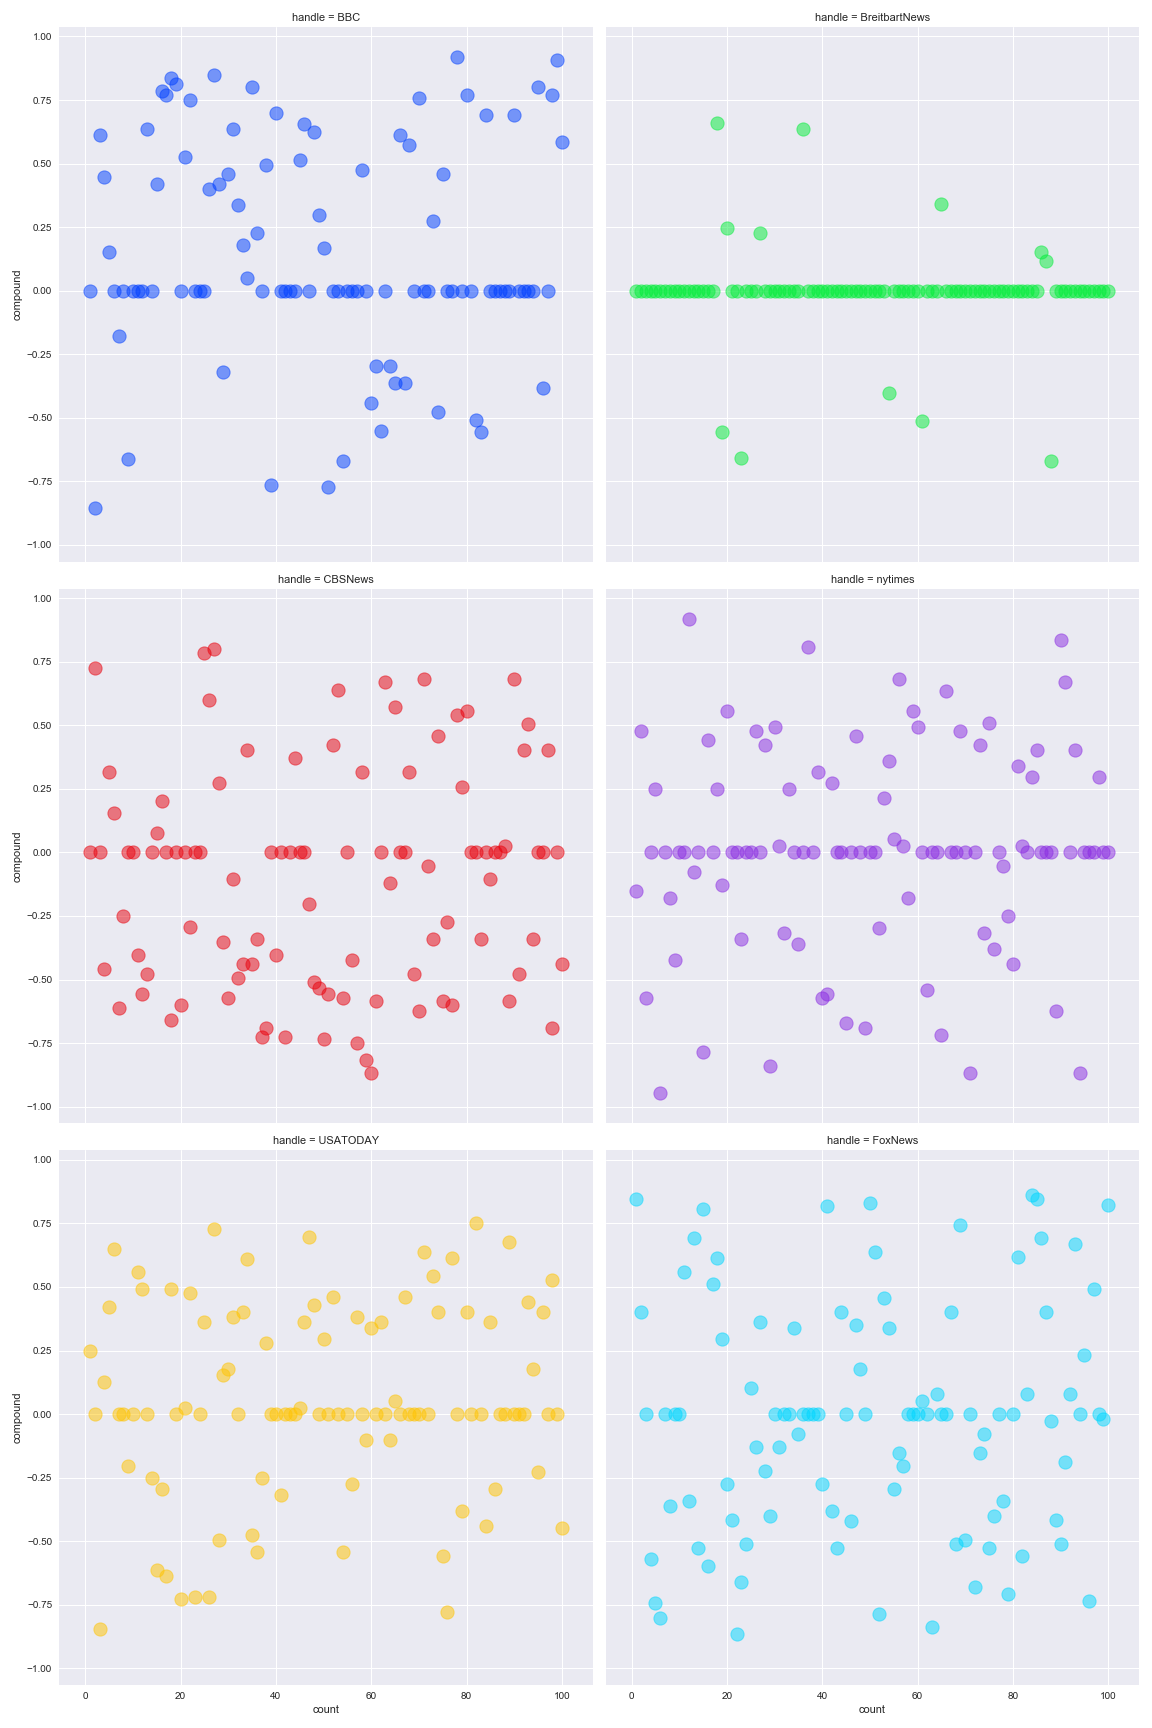 handle = BBC
handle = BreitbartNews
1.00
0.75
0.50
0.25
0.00
−0.25
−0.50
−0.75
−1.00
compound
handle = CBSNews
handle = nytimes
1.00
0.75
0.50
0.25
0.00
−0.25
−0.50
−0.75
−1.00
compound
handle = USATODAY
handle = FoxNews
1.00
0.75
0.50
0.25
0.00
−0.25
−0.50
−0.75
−1.00
compound
0 20 40 60 80 100
0 20 40 60 80 100
count
count